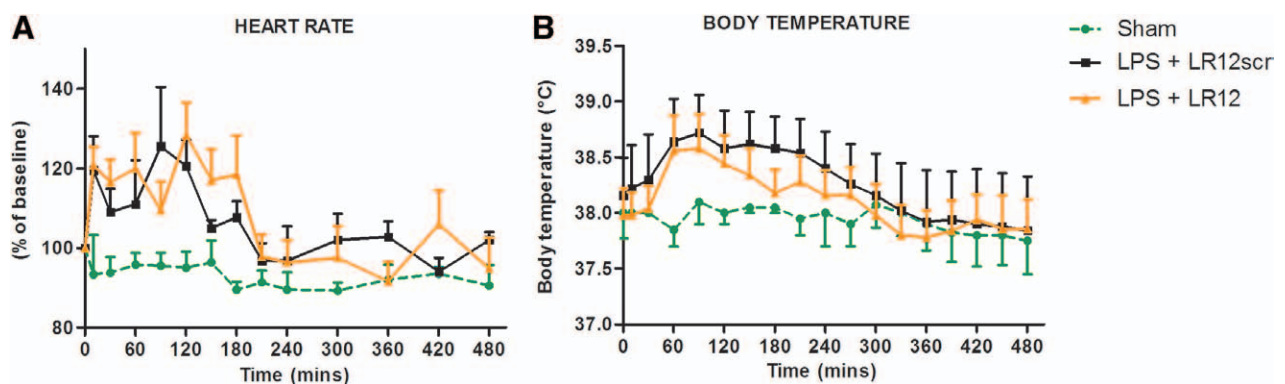 A
HEART RATE
(% of baseline)
140
120
100
80
0 60 120 180 240 300 360 420 480
Time (mins)
B
BODY TEMPERATURE
Body temperature (°C)
39.5
39.0
38.5
38.0
37.5
37.0
0 60 120 180 240 300 360 420 480
Time (mins)
Sham
LPS + LR12scr
LPS + LR12